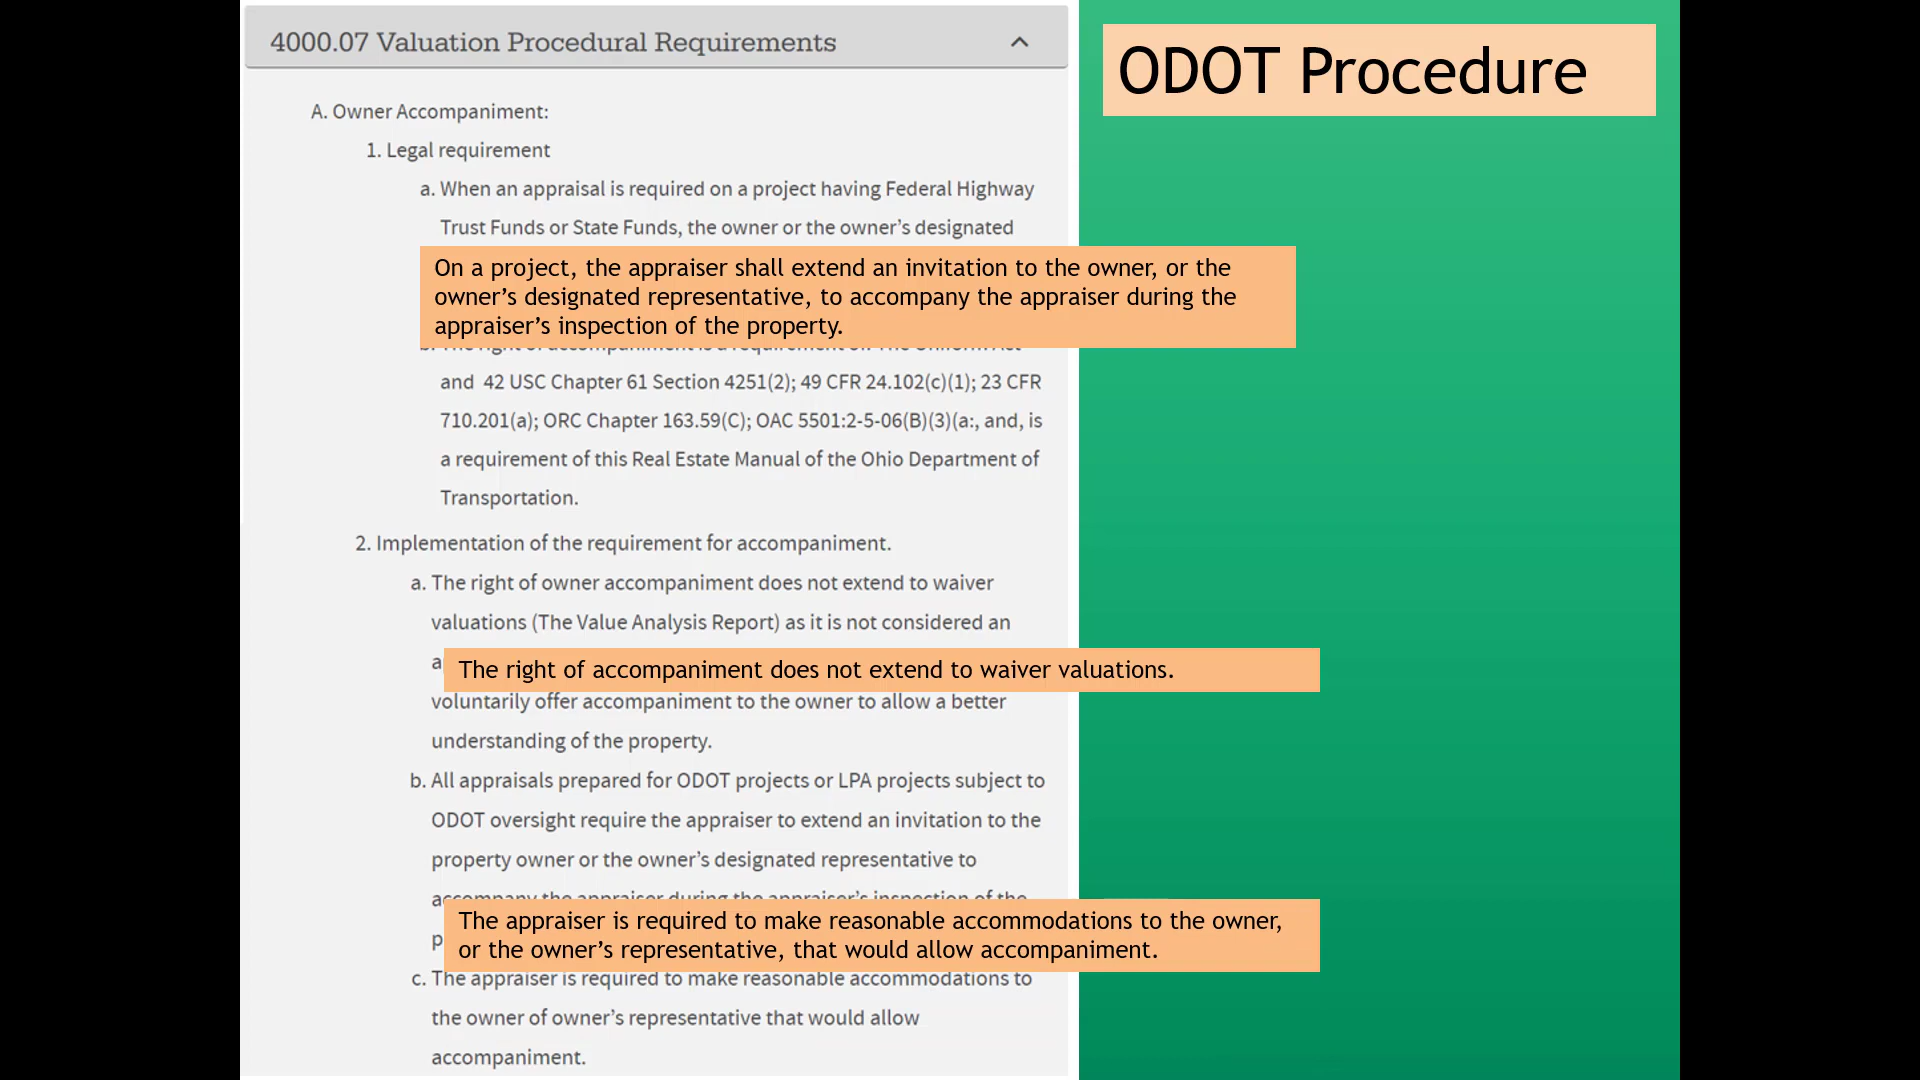 4000.07 Valuation Procedural Requirements
ODOT Procedure
A. Owner Accompaniment:
1. Legal requirement
a. When an appraisal is required on a project having Federal Highway
Trust Funds or State Funds, the owner or the owner’s designated
On a project, the appraiser shall extend an invitation to the owner, or the
owner’s designated representative, to accompany the appraiser during the
appraiser’s inspection of the property.
and 42 USC Chapter 61 Section 4251(2); 49 CFR 24.102(c)(1); 23 CFR
710.201(a); ORC Chapter 163.59(C); OAC 5501:2-5-06(B)(3)(a:, and, is
a requirement of this Real Estate Manual of the Ohio Department of
Transportation.
2. Implementation of the requirement for accompaniment.
a. The right of owner accompaniment does not extend to waiver
valuations (The Value Analysis Report) as it is not considered an
The right of accompaniment does not extend to waiver valuations.
voluntarily offer accompaniment to the owner to allow a better
understanding of the property.
b. All appraisals prepared for ODOT projects or LPA projects subject to
ODOT oversight require the appraiser to extend an invitation to the
property owner or the owner’s designated representative to
accompany the appraiser during the appraiser’s inspection of the
The appraiser is required to make reasonable accommodations to the owner,
or the owner’s representative, that would allow accompaniment.
c. The appraiser is required to make reasonable accommodations to
the owner of owner’s representative that would allow
accompaniment.